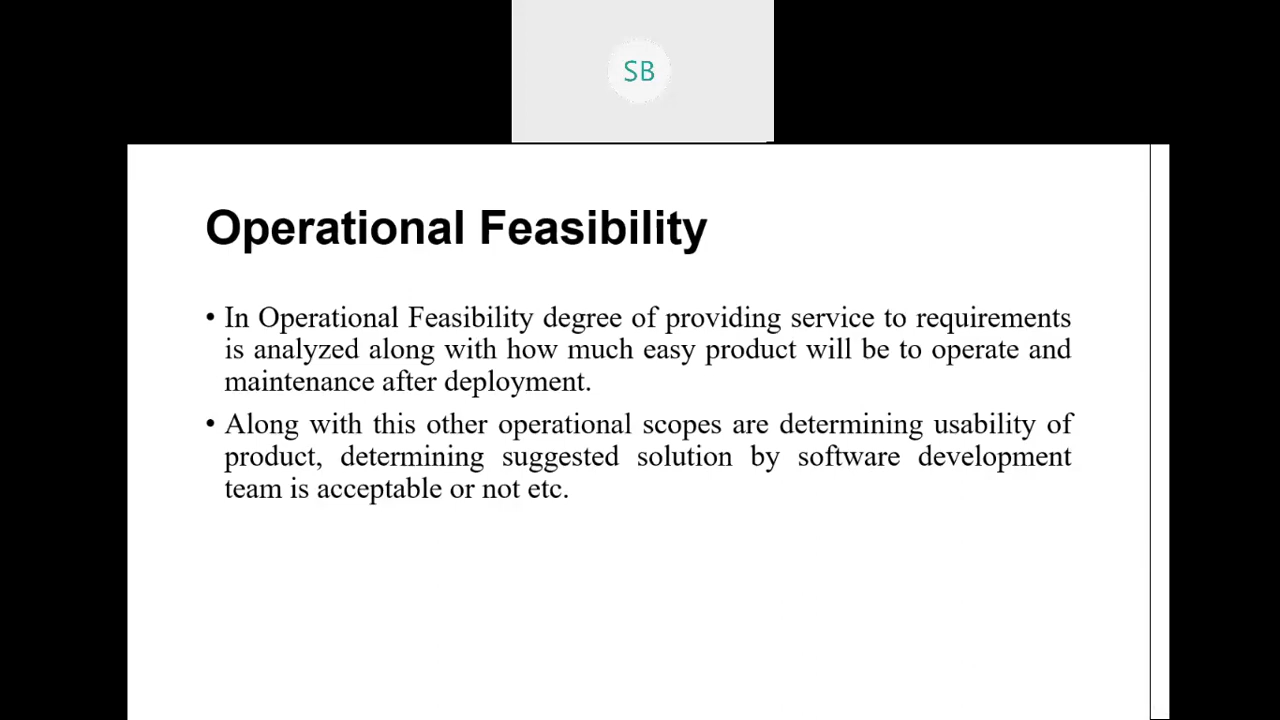 SB
Operational Feasibility
• In Operational Feasibility degree of providing service to requirements
is analyzed along with how much easy product will be to operate and
maintenance after deployment.
• Along with this other operational scopes are determining usability of
product, determining suggested solution by software development
team is acceptable or not etc.